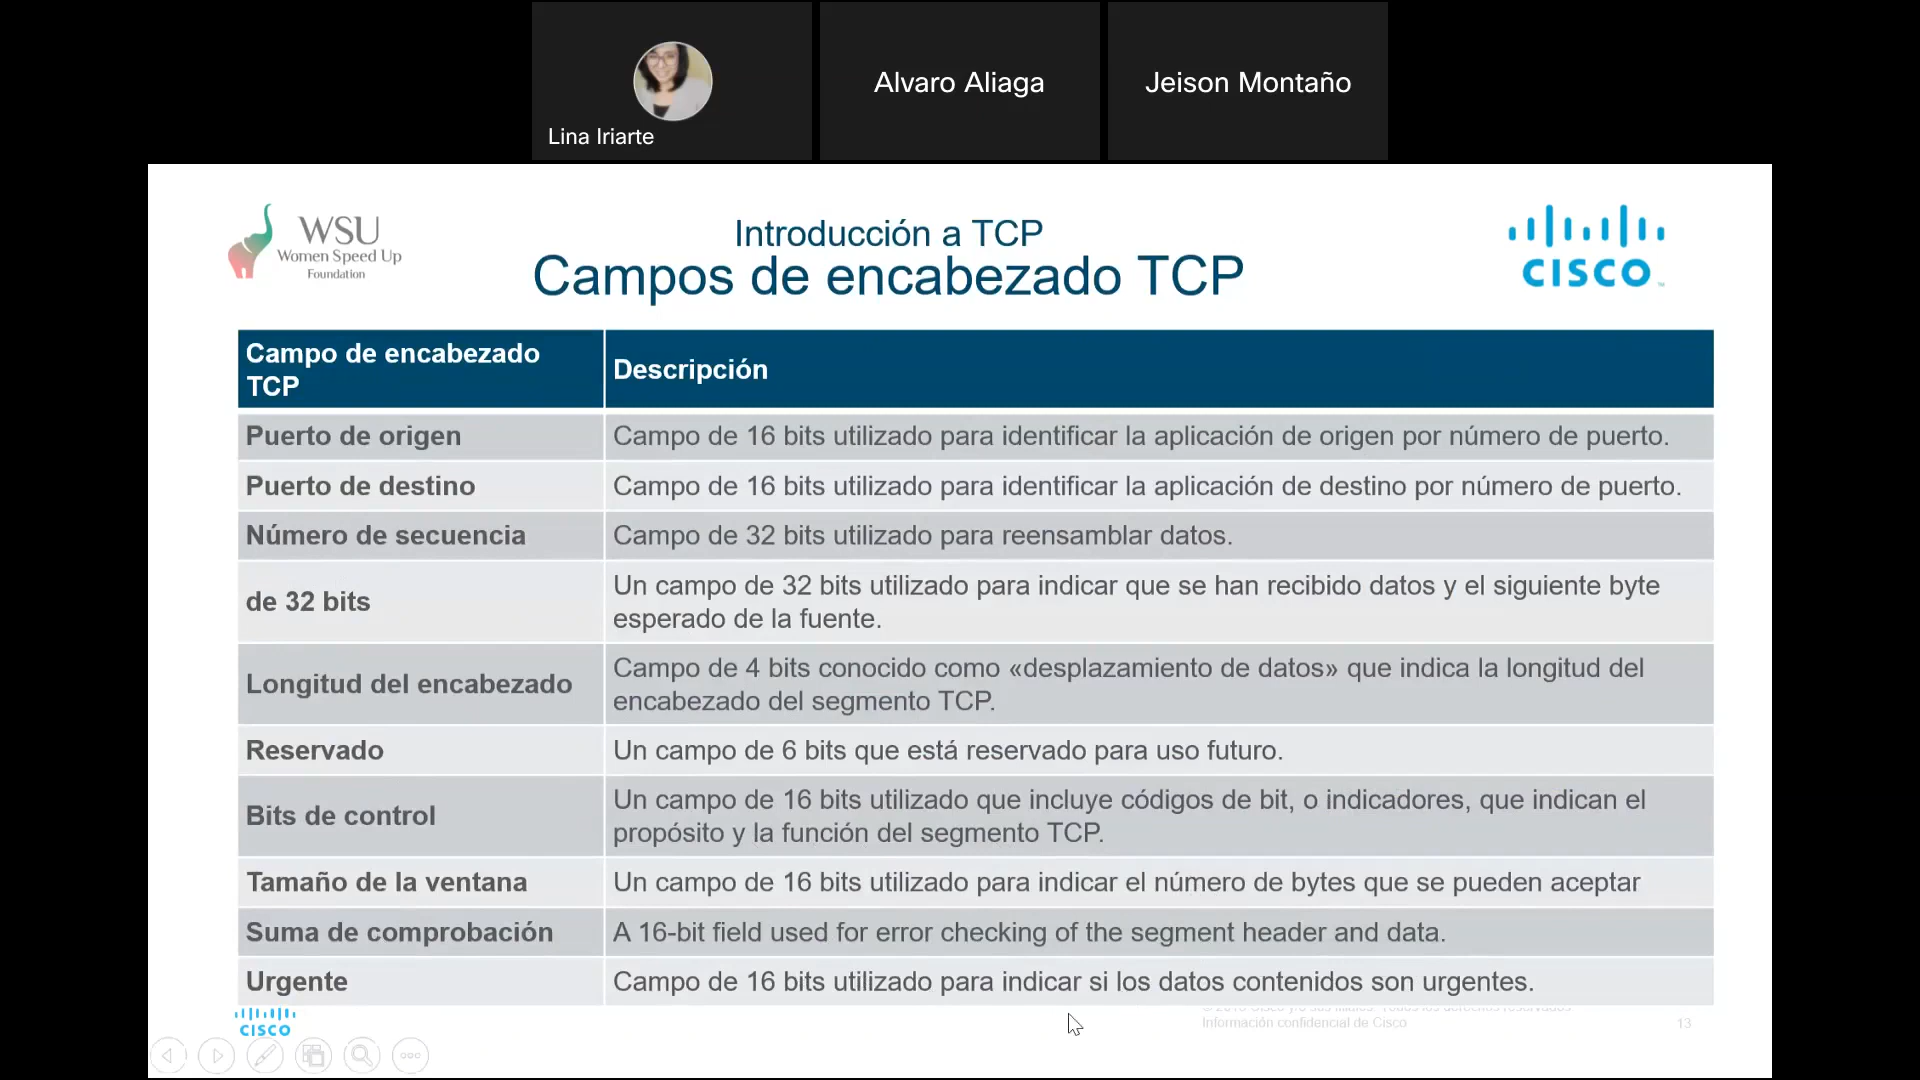 Lina Iriarte
Alvaro Aliaga
Jeison Montaño
WSU
Women Speed Up
Foundation
Introducción a TCP
Campos de encabezado TCP
CISCO
Campo de encabezado
TCP
Descripción
Puerto de origen
Campo de 16 bits utilizado para identificar la aplicación de origen por número de puerto.
Puerto de destino
Campo de 16 bits utilizado para identificar la aplicación de destino por número de puerto.
Número de secuencia
Campo de 32 bits utilizado para reensamblar datos.
de 32 bits
Un campo de 32 bits utilizado para indicar que se han recibido datos y el siguiente byte
esperado de la fuente.
Longitud del encabezado
Campo de 4 bits conocido como «desplazamiento de datos» que indica la longitud del
encabezado del segmento TCP.
Reservado
Un campo de 6 bits que está reservado para uso futuro.
Bits de control
Un campo de 16 bits utilizado que incluye códigos de bit, o indicadores, que indican el
propósito y la función del segmento TCP.
Tamaño de la ventana
Un campo de 16 bits utilizado para indicar el número de bytes que se pueden aceptar
Suma de comprobación
A 16-bit field used for error checking of the segment header and data.
Urgente
Campo de 16 bits utilizado para indicar si los datos contenidos son urgentes.
CISCO
Información confidencial de Cisco
13